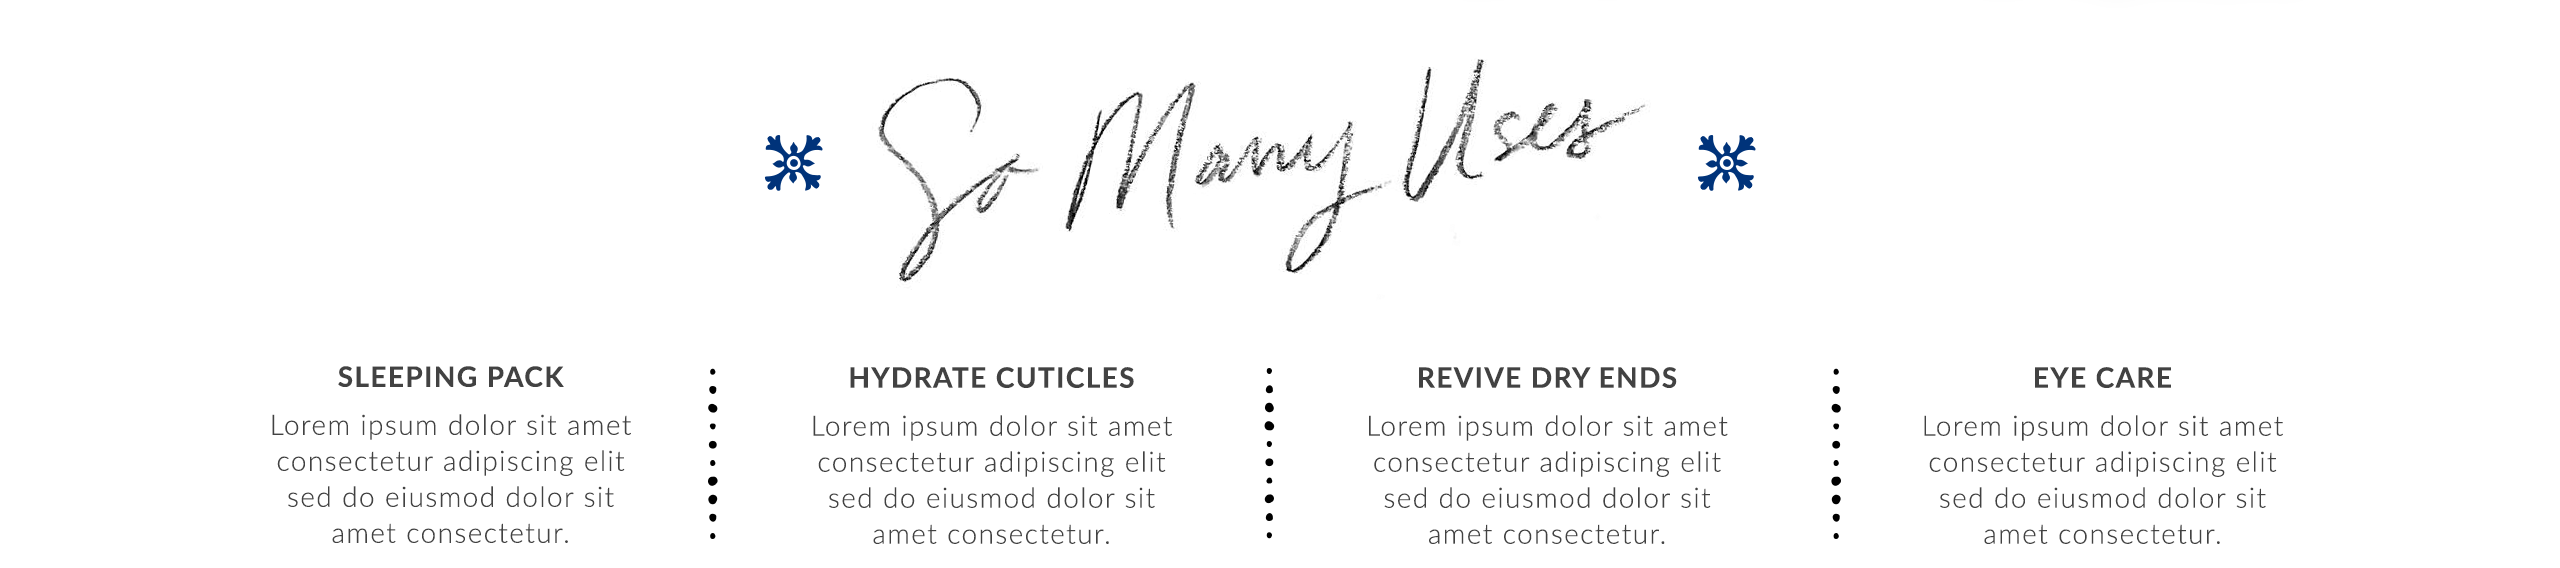 So Many Uses
SLEEPING PACK
Lorem ipsum dolor sit amet
consectetur adipiscing elit
sed do eiusmod dolor sit
amet consectetur.
HYDRATE CUTICLES
Lorem ipsum dolor sit amet
consectetur adipiscing elit
sed do eiusmod dolor sit
amet consectetur.
REVIVE DRY ENDS
Lorem ipsum dolor sit amet
consectetur adipiscing elit
sed do eiusmod dolor sit
amet consectetur.
EYE CARE
Lorem ipsum dolor sit amet
consectetur adipiscing elit
sed do eiusmod dolor sit
amet consectetur.